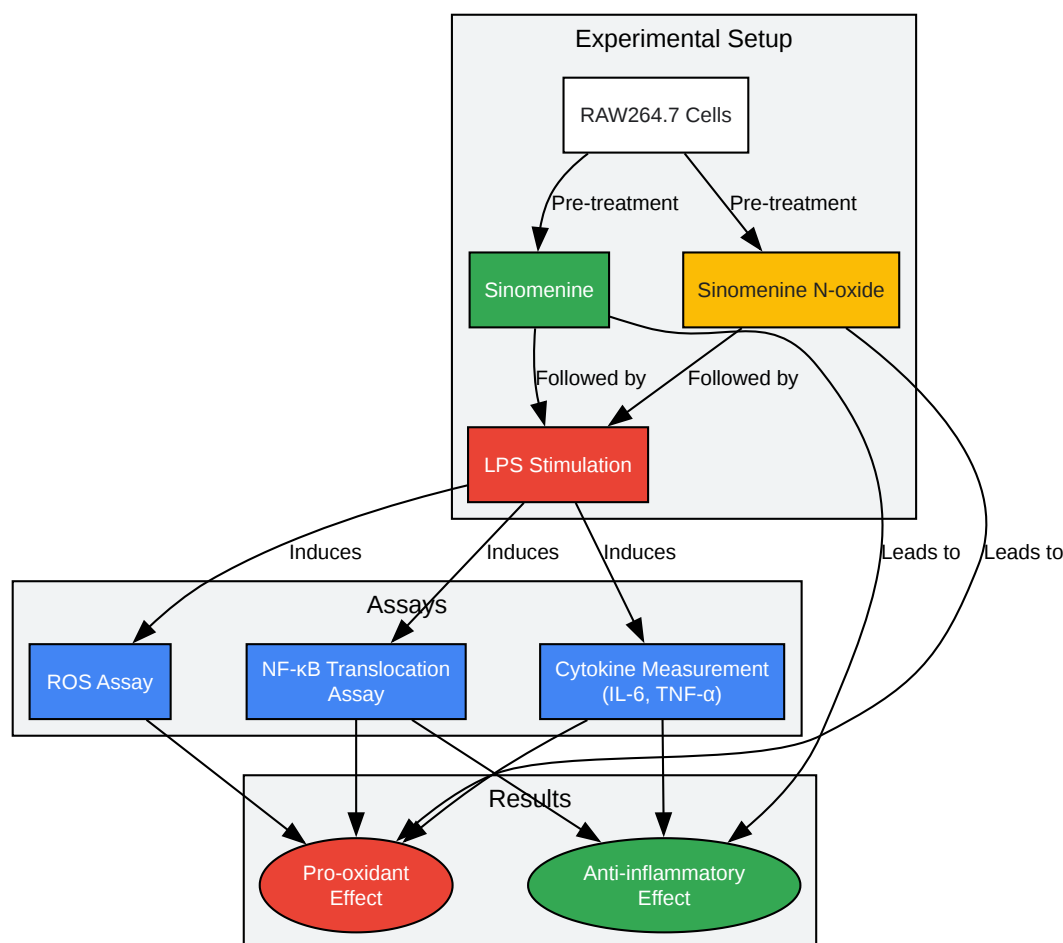 Experimental Setup
RAW264.7 Cells
Pre-treatment
Pre-treatment
Sinomenine
Sinomenine N-oxide
Followed by
Followed by
LPS Stimulation
Induces
Induces
Induces
Leads to
Leads to
Assays
ROS Assay
NF-κB Translocation
Assay
Cytokine Measurement
(IL-6, TNF-α)
Results
Pro-oxidant
Effect
Anti-inflammatory
Effect